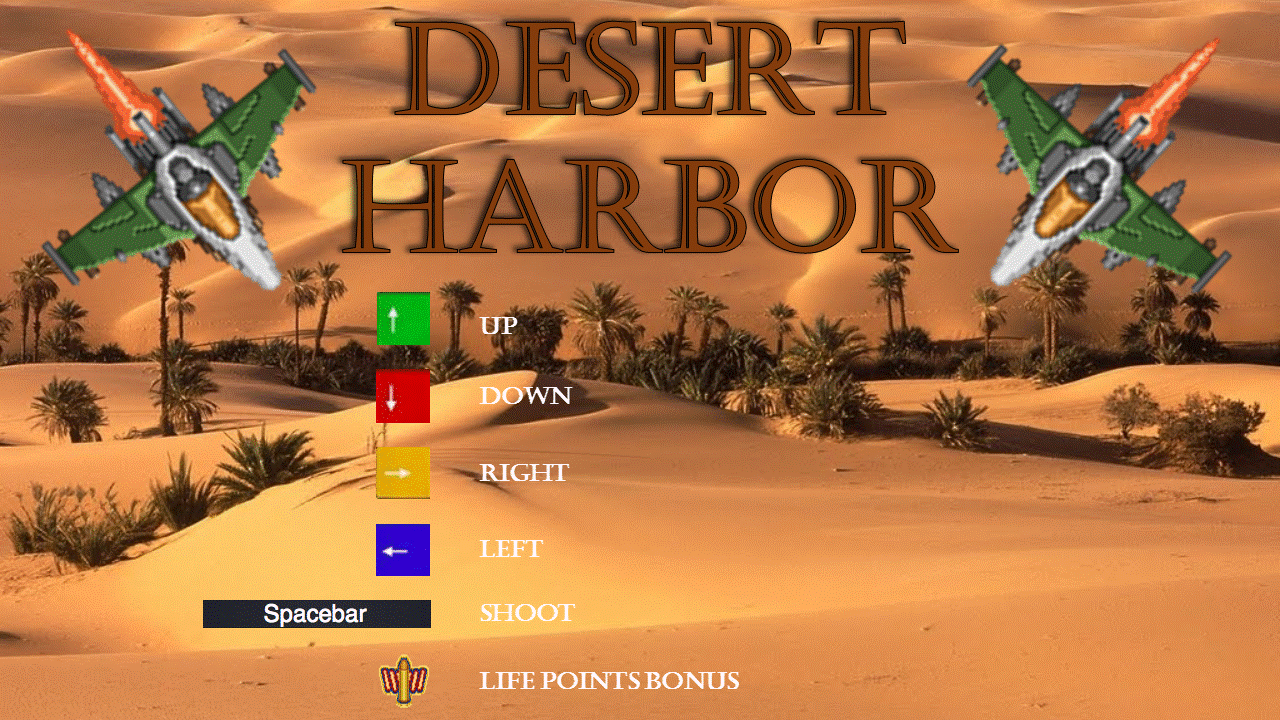 DESERT
HARBOR
UP
DOWN
RIGHT
LEFT
Spacebar SHOOT
LIFE POINTS BONUS